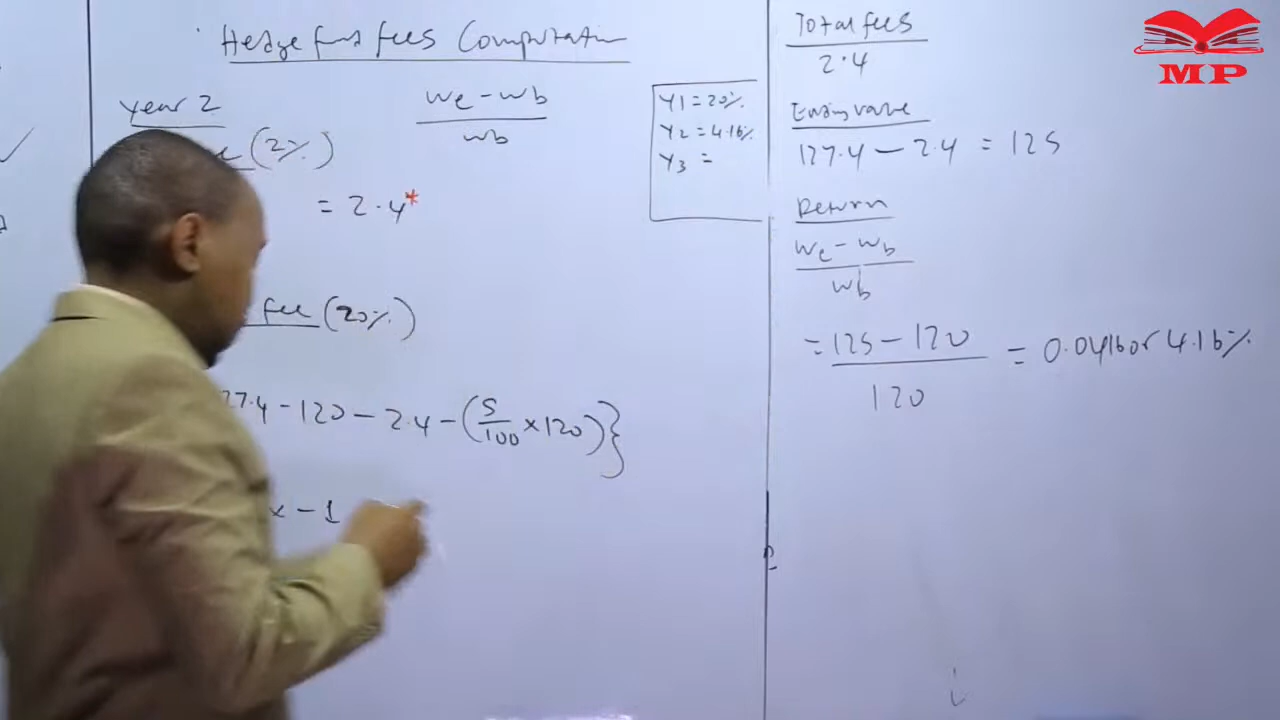 Hedge fund fees Computation
Year 2
We - Wb
Wb
(2%)
= 2.4*
fee (20%)
27.4 - 120 - 2.4 - (5/100 × 120)}
x - 1
Y1 = 20%
Y2 = 4.16%
Y3 =
Total fees
2.4
Ending value
127.4 - 2.4 = 125
Return
We - Wb
Wb
= 125 - 120
120
= 0.0416 or 4.16%
MP